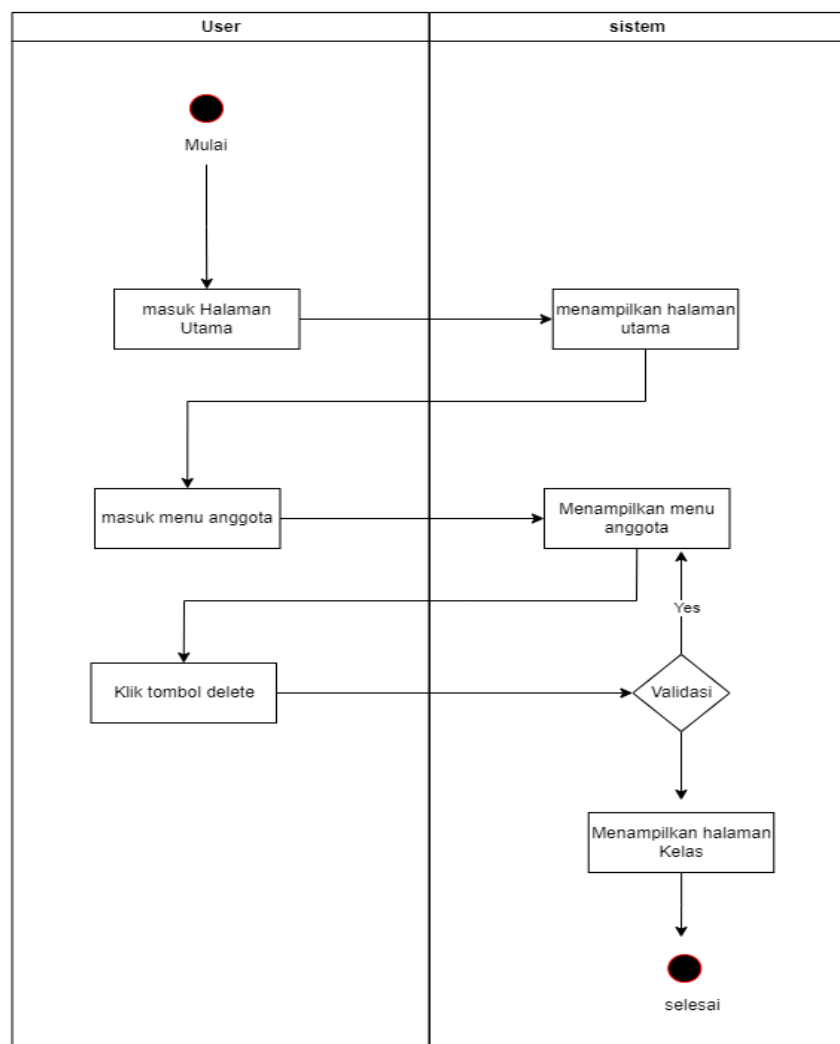 User
sistem
Mulai
masuk Halaman
Utama
menampilkan halaman
utama
masuk menu anggota
Menampilkan menu
anggota
Yes
Klik tombol delete
Validasi
Menampilkan halaman
Kelas
selesai